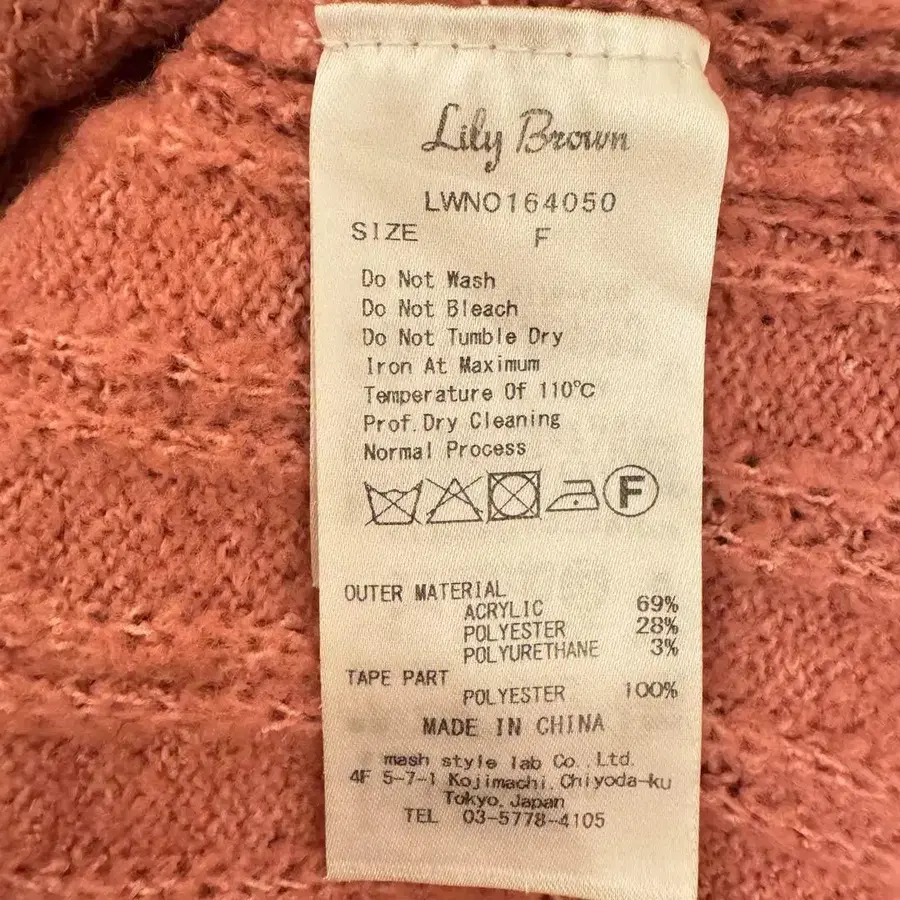 Lily Brown
LWNO164050
SIZE F
Do Not Wash
Do Not Bleach
Do Not Tumble Dry
Iron At Maximum
Temperature Of 110℃
Prof.Dry Cleaning
Normal Process
F
OUTER MATERIAL
ACRYLIC 69%
POLYESTER 28%
POLYURETHANE 3%
TAPE PART
POLYESTER 100%
MADE IN CHINA
mash style lab Co.,Ltd.
4F 5-7-1 Kojimachi,Chiyoda-ku
Tokyo,Japan
TEL 03-5778-4105